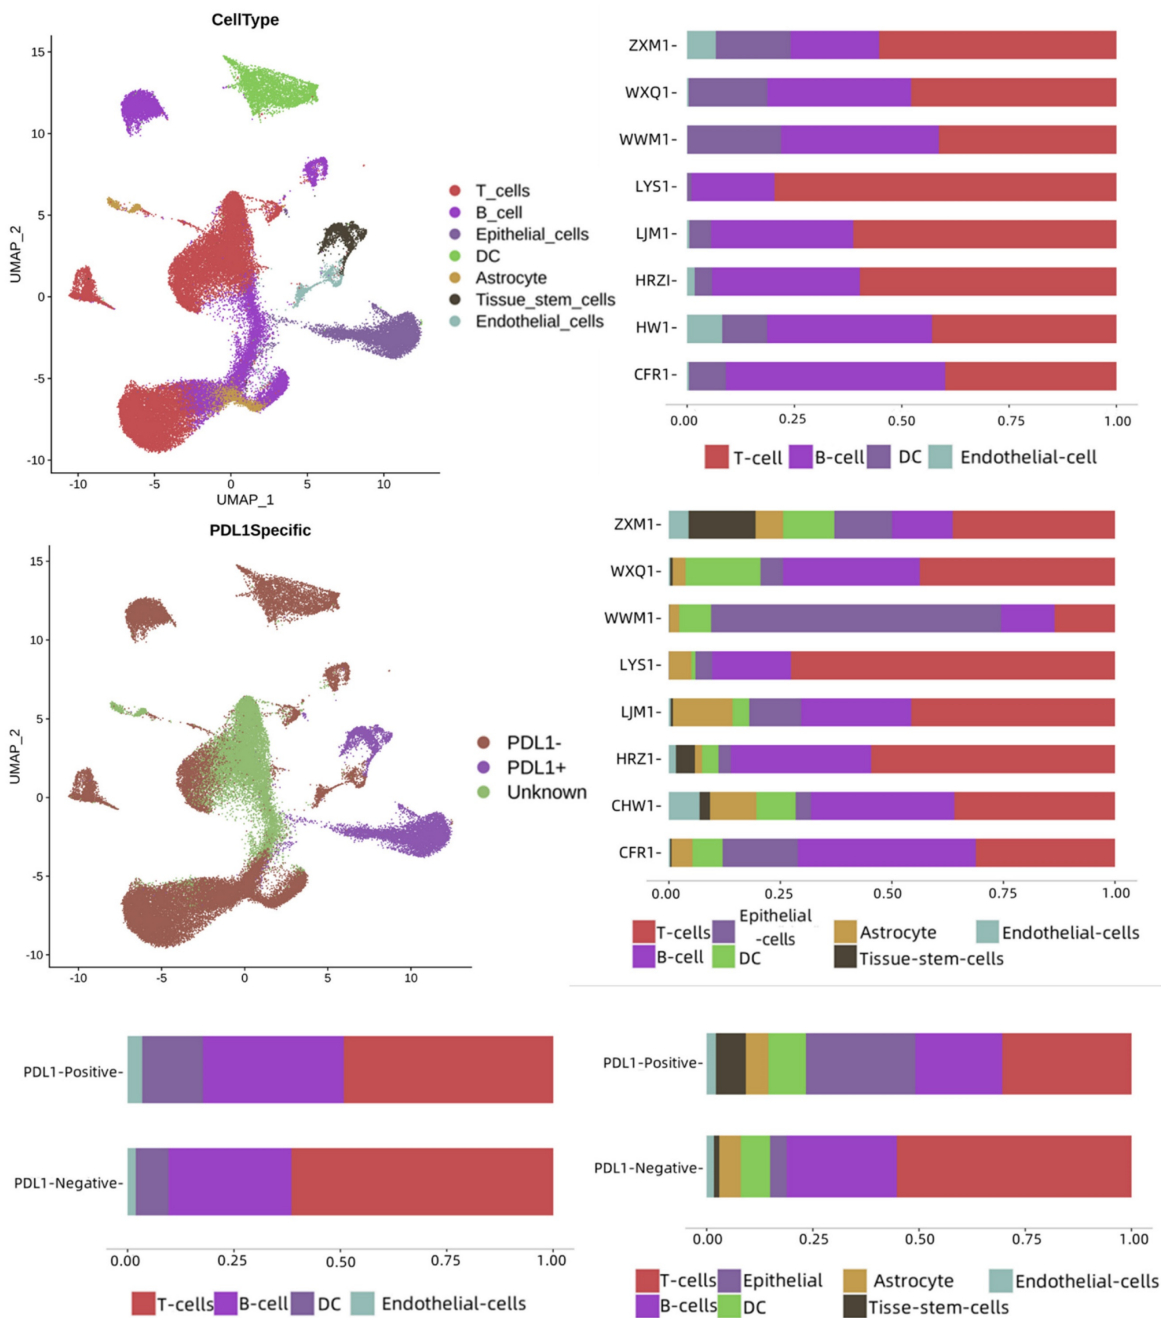 CellType
15-
10-
5-
0-
-5-
-10-
UMAP_2
-10
-5
0
5
10
UMAP_1
T_cells
B_cell
Epithelial_cells
DC
Astrocyte
Tissue_stem_cells
Endothelial_cells
ZXM1-
WXQ1-
WWM1-
LYS1-
LJM1-
HRZI-
HW1-
CFR1-
0.00
0.25
0.50
0.75
1.00
T-cell
B-cell
DC
Endothelial-cell
PDL1Specific
15-
10-
5-
0-
-5-
-10-
UMAP_2
-10
-5
0
5
10
PDL1-
PDL1+
Unknown
ZXM1-
WXQ1-
WWM1-
LYS1-
LJM1-
HRZ1-
CHW1-
CFR1-
0.00
0.25
0.50
0.75
1.00
T-cells
Epithelial
-cells
Astrocyte
Endothelial-cells
B-cell
DC
Tissue-stem-cells
PDL1-Positive-
PDL1-Negative-
0.00
0.25
0.50
0.75
1.00
T-cells
B-cell
DC
Endothelial-cells
PDL1-Positive-
PDL1-Negative-
0.00
0.25
0.50
0.75
1.00
T-cells
Epithelial
Astrocyte
Endothelial-cells
B-cells
DC
Tisse-stem-cells